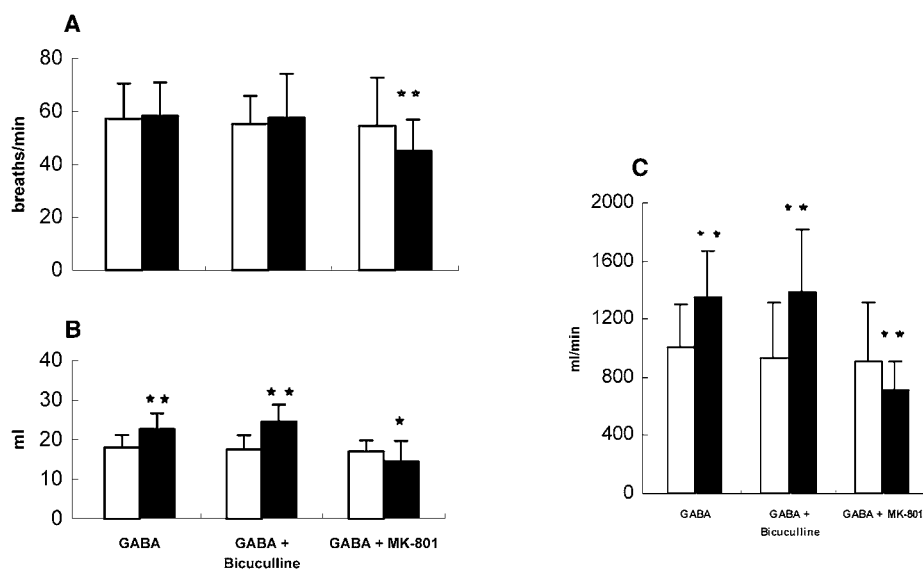 A
80
60
40
20
0
breaths/min
* *
B
40
30
20
10
0
ml
* *
* *
*
GABA
GABA +
Bicuculline
GABA + MK-801
C
2000
1600
1200
800
400
0
ml/min
* *
* *
* *
GABA
GABA +
Bicuculline
GABA + MK-801